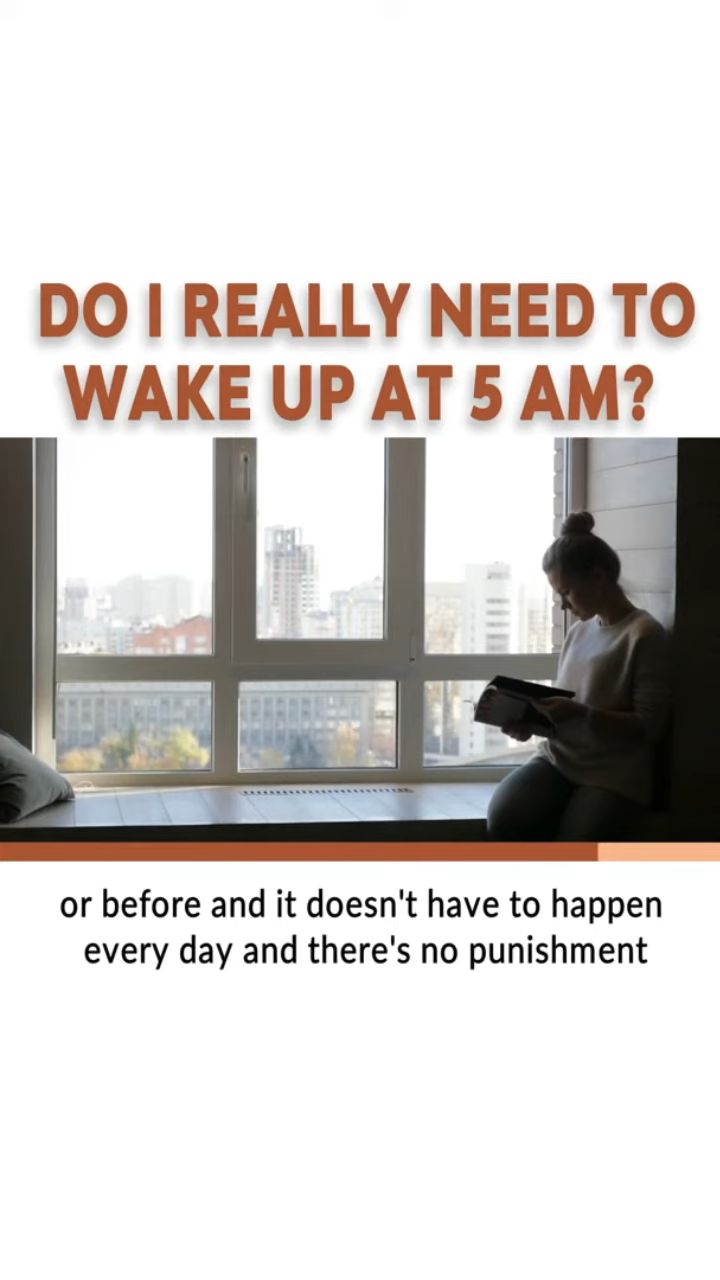 DO I REALLY NEED TO
WAKE UP AT 5 AM?
or before and it doesn't have to happen
every day and there's no punishment